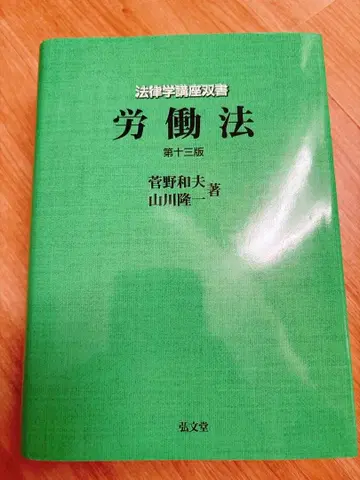 法律学講座双書
労働法
第十三版
菅野和夫
山川隆一 著
弘文堂